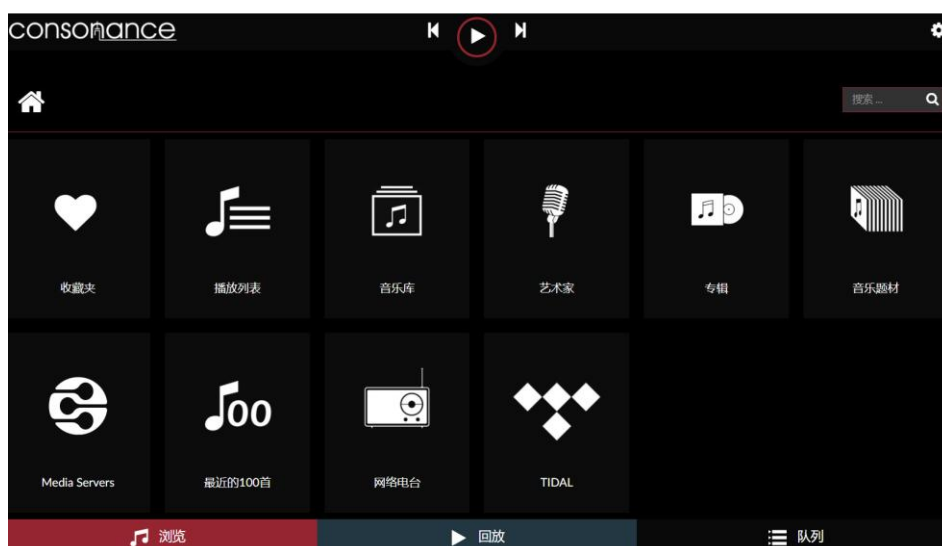 consonance
搜索 ...
收藏夹
播放列表
音乐库
艺术家
专辑
音乐题材
Media Servers
最近的100首
网络电台
TIDAL
浏览
回放
队列